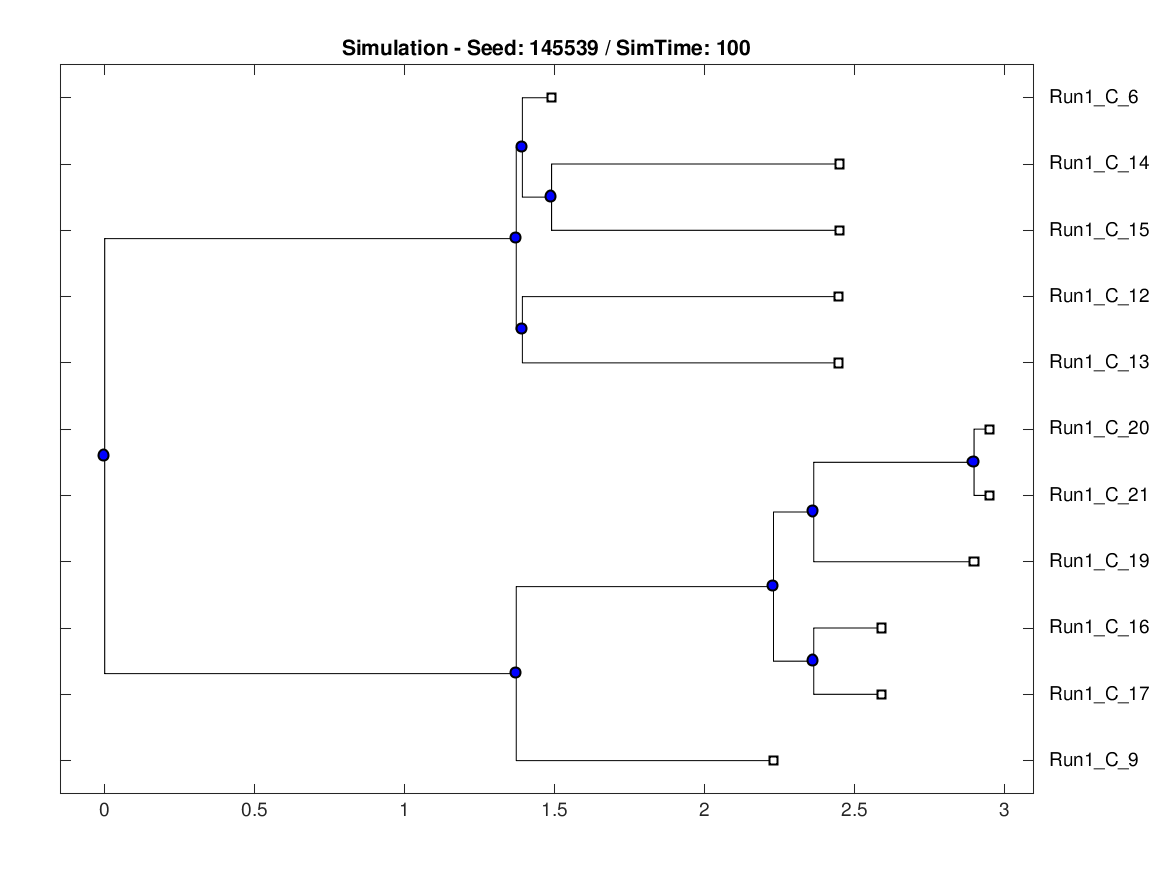 Simulation - Seed: 145539 / SimTime: 100
Run1_C_6
Run1_C_14
Run1_C_15
Run1_C_12
Run1_C_13
Run1_C_20
Run1_C_21
Run1_C_19
Run1_C_16
Run1_C_17
Run1_C_9
0 0.5 1 1.5 2 2.5 3